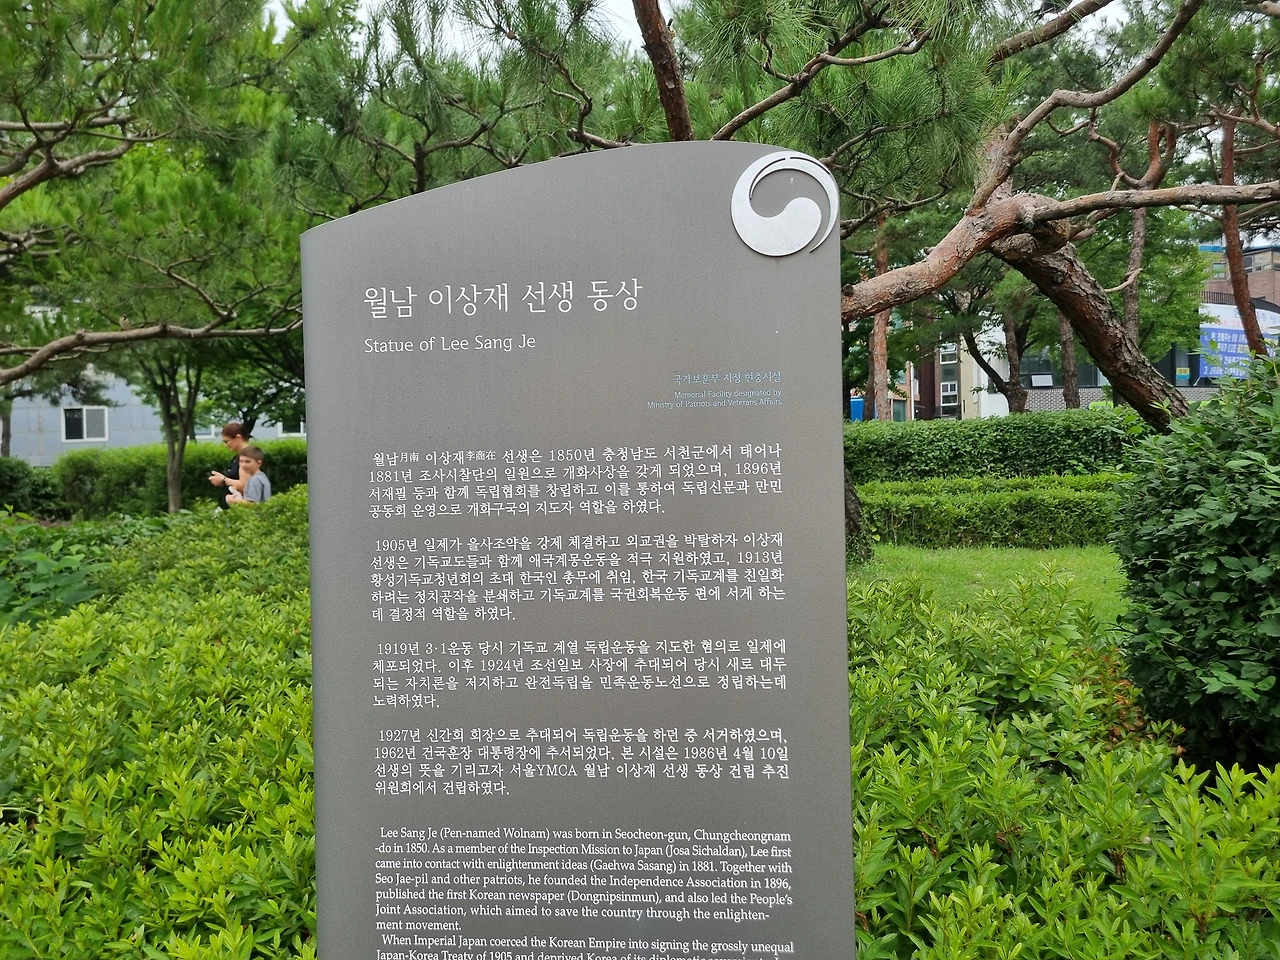 월남 이상재 선생 동상
Statue of Lee Sang Je
국가보훈부 지정 현충시설
Memorial Facility designated by
Ministry of Patriots and Veterans Affairs
월남月南 이상재李商在 선생은 1850년 충청남도 서천군에서 태어나
1881년 조사시찰단의 일원으로 개화사상을 갖게 되었으며, 1896년
서재필 등과 함께 독립협회를 창립하고 이를 통하여 독립신문과 만민
공동회 운영으로 개화구국의 지도자 역할을 하였다.
1905년 일제가 을사조약을 강제 체결하고 외교권을 박탈하자 이상재
선생은 기독교도들과 함께 애국계몽운동을 적극 지원하였고, 1913년
황성기독교청년회의 초대 한국인 총무에 취임, 한국 기독교계를 친일화
하려는 정치공작을 분쇄하고 기독교계를 국권회복운동 편에 서게 하는
데 결정적 역할을 하였다.
1919년 3·1운동 당시 기독교 계열 독립운동을 지도한 혐의로 일제에
체포되었다. 이후 1924년 조선일보 사장에 추대되어 당시 새로 대두
되는 자치론을 저지하고 완전독립을 민족운동노선으로 정립하는데
노력하였다.
1927년 신간회 회장으로 추대되어 독립운동을 하던 중 서거하였으며,
1962년 건국훈장 대통령장에 추서되었다. 본 시설은 1986년 4월 10일
선생의 뜻을 기리고자 서울YMCA 월남 이상재 선생 동상 건립 추진
위원회에서 건립하였다.
Lee Sang Je (Pen-named Wolnam) was born in Seocheon-gun, Chungcheongnam
-do in 1850. As a member of the Inspection Mission to Japan (Josa Sichaldan), Lee first
came into contact with enlightenment ideas (Gaehwa Sasang) in 1881. Together with
Seo Jae-pil and other patriots, he founded the Independence Association in 1896,
published the first Korean newspaper (Dongnipsinmun), and also led the People's
Joint Association, which aimed to save the country through the enlighten-
ment movement.
When Imperial Japan coerced the Korean Empire into signing the grossly unequal
Japan-Korea Treaty of 1905 and deprived Korea of its diplomatic